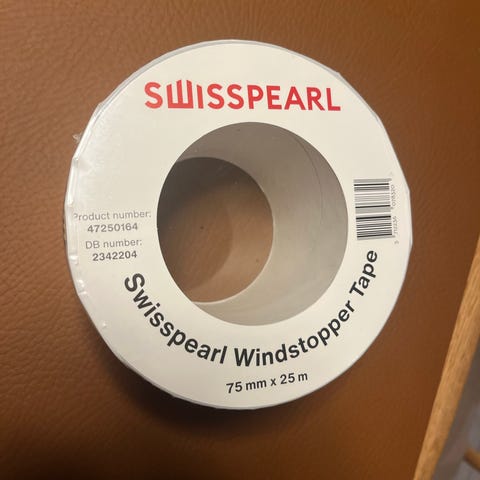 SWISSPEARL
Product number:
47250164
DB number:
2342204
Swisspearl Windstopper Tape
75 mm x 25 m